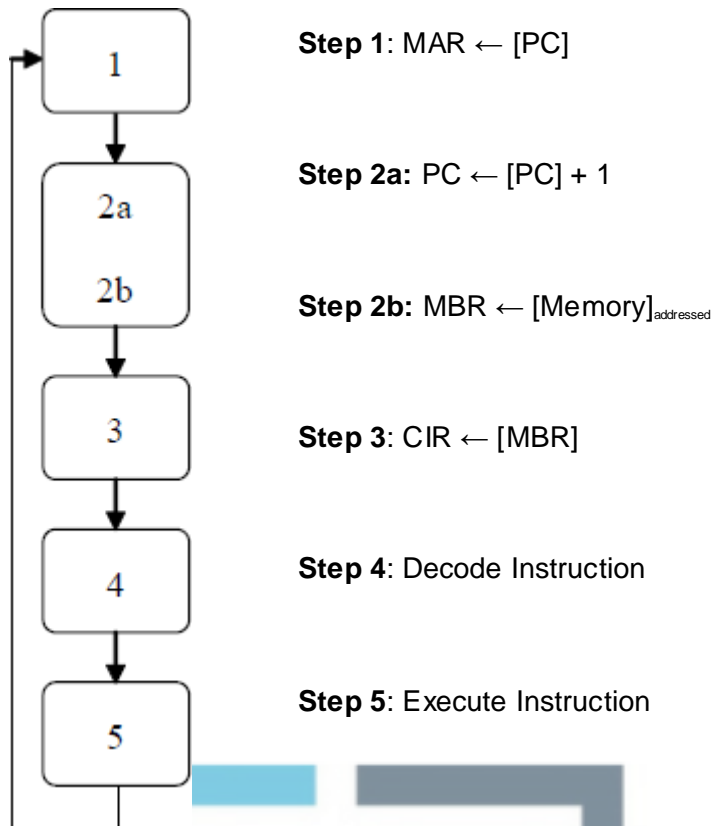 1
Step 1: MAR ← [PC]
2a
Step 2a: PC ← [PC] + 1
2b
Step 2b: MBR ← [Memory]addressed
3
Step 3: CIR ← [MBR]
4
Step 4: Decode Instruction
5
Step 5: Execute Instruction